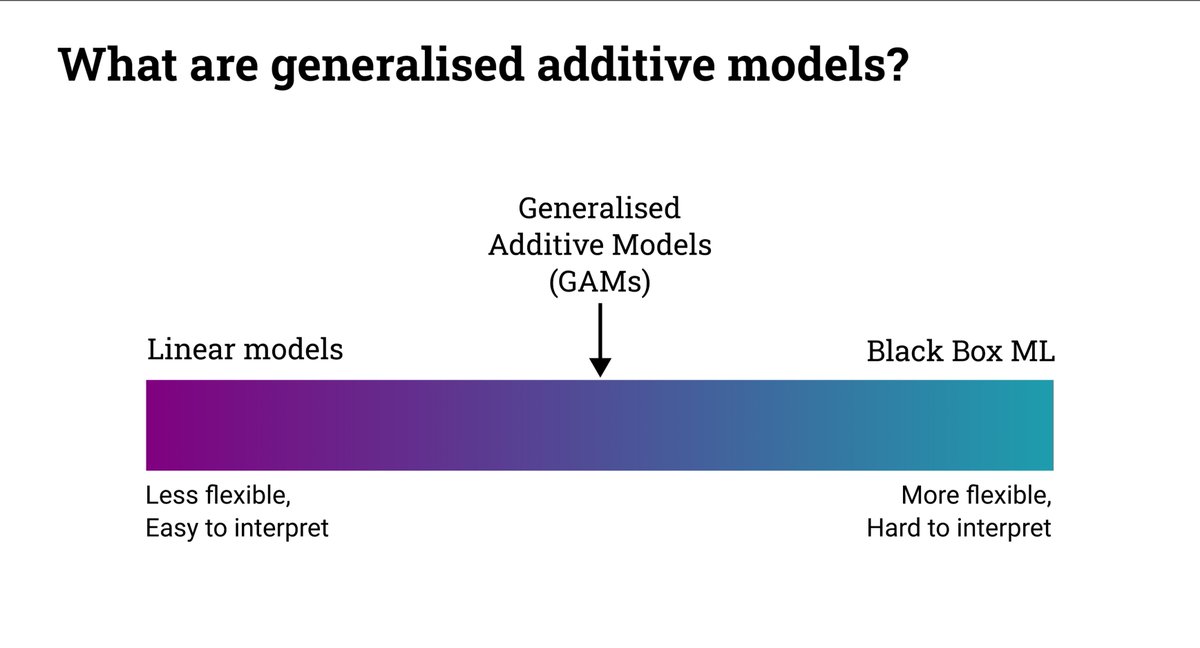 What are generalised additive models?
Generalised
Additive Models
(GAMs)
Linear models
Black Box ML
Less flexible,
Easy to interpret
More flexible,
Hard to interpret